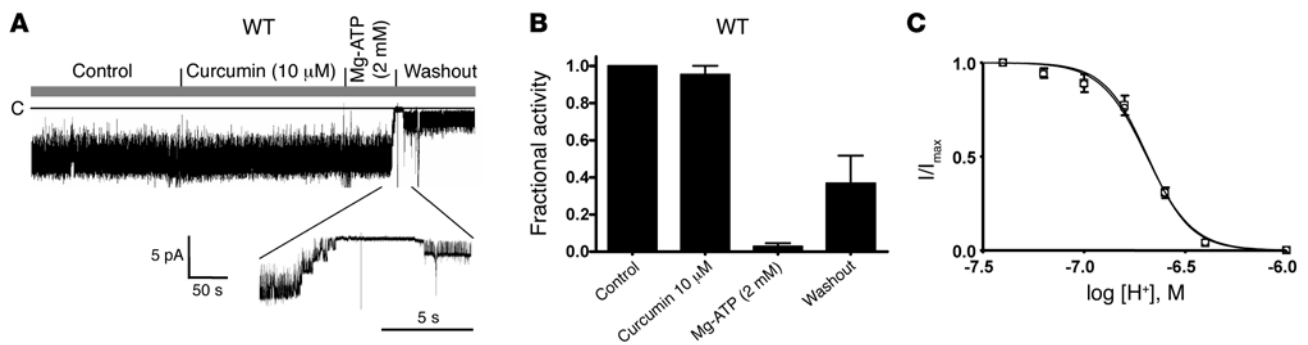 A
WT
Control
Curcumin (10 µM)
Mg-ATP
(2 mM)
Washout
C
5 pA
50 s
5 s
B
WT
Fractional activity
1.0
0.8
0.6
0.4
0.2
0.0
Control
Curcumin 10 µM
Mg-ATP (2 mM)
Washout
C
I/Imax
1.0
0.5
0.0
-7.5
-7.0
-6.5
-6.0
log [H+], M